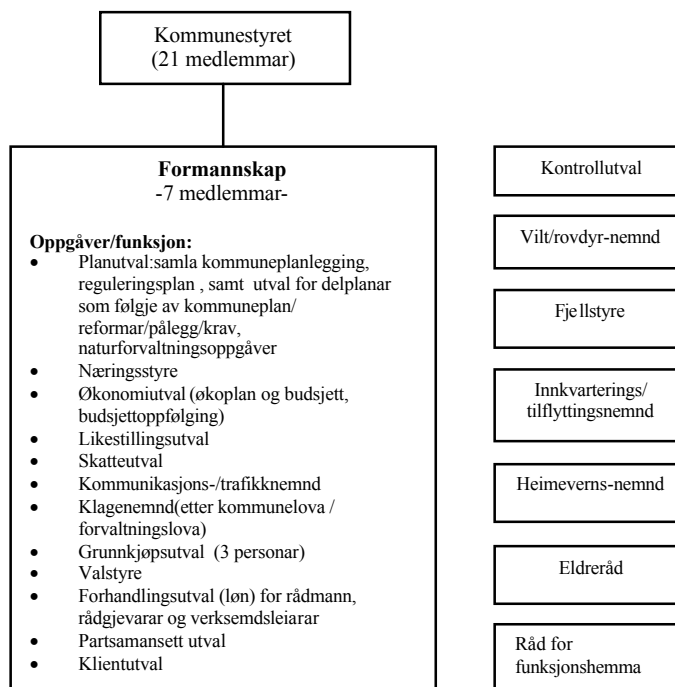 Kommunestyret
(21 medlemmar)
Formannskap
-7 medlemmar-
Oppgåver/funksjon:
• Planutval:samla kommuneplanlegging,
reguleringsplan , samt utval for delplanar
som følgje av kommuneplan/
reformar/pålegg/krav,
naturforvaltningsoppgåver
• Næringsstyre
• Økonomiutval (økoplan og budsjett,
budsjettoppfølging)
• Likestillingsutval
• Skatteutval
• Kommunikasjons-/trafikknemnd
• Klagenemnd(etter kommunelova /
forvaltningslova)
• Grunnkjøpsutval (3 personar)
• Valstyre
• Forhandlingsutval (løn) for rådmann,
rådgjevarar og verksemdsleiarar
• Partsamansett utval
• Klientutval
Kontrollutval
Vilt/rovdyr-nemnd
Fjellstyre
Innkvarterings/
tilflyttingsnemnd
Heimeverns-nemnd
Eldreråd
Råd for
funksjonshemma